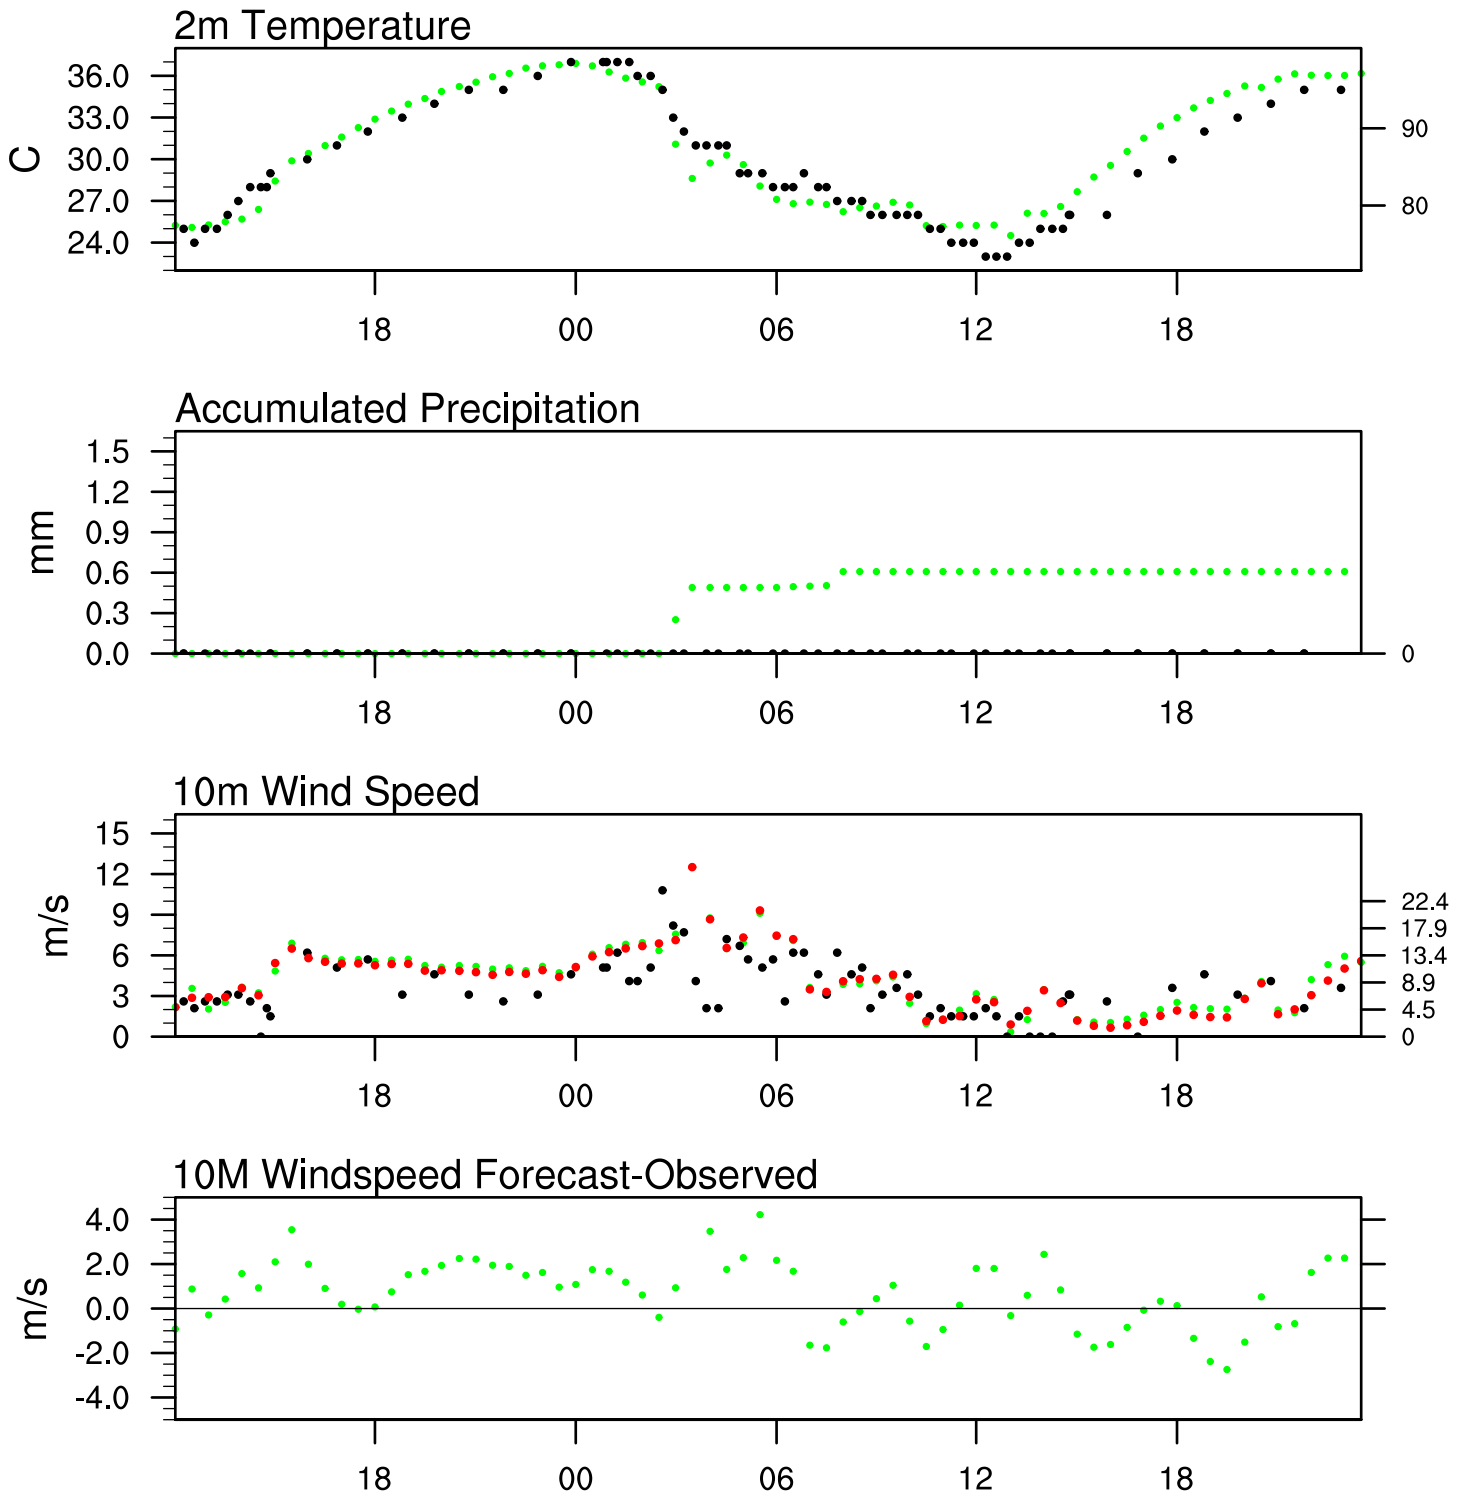 2m Temperature
36.0
33.0
90
30.0
C
27.0
80
24.0
18 00 06 12 18
Accumulated Precipitation
1.5
1.2
0.9
mm
0.6
0.3
0.0 0
18 00 06 12 18
10m Wind Speed
15
12
22.4
9
17.9
m/s
6 13.4
8.9
3
4.5
0 0
18 00 06 12 18
10M Windspeed Forecast-Observed
4.0
2.0
0.0
m/s
-2.0
-4.0
18 00 06 12 18